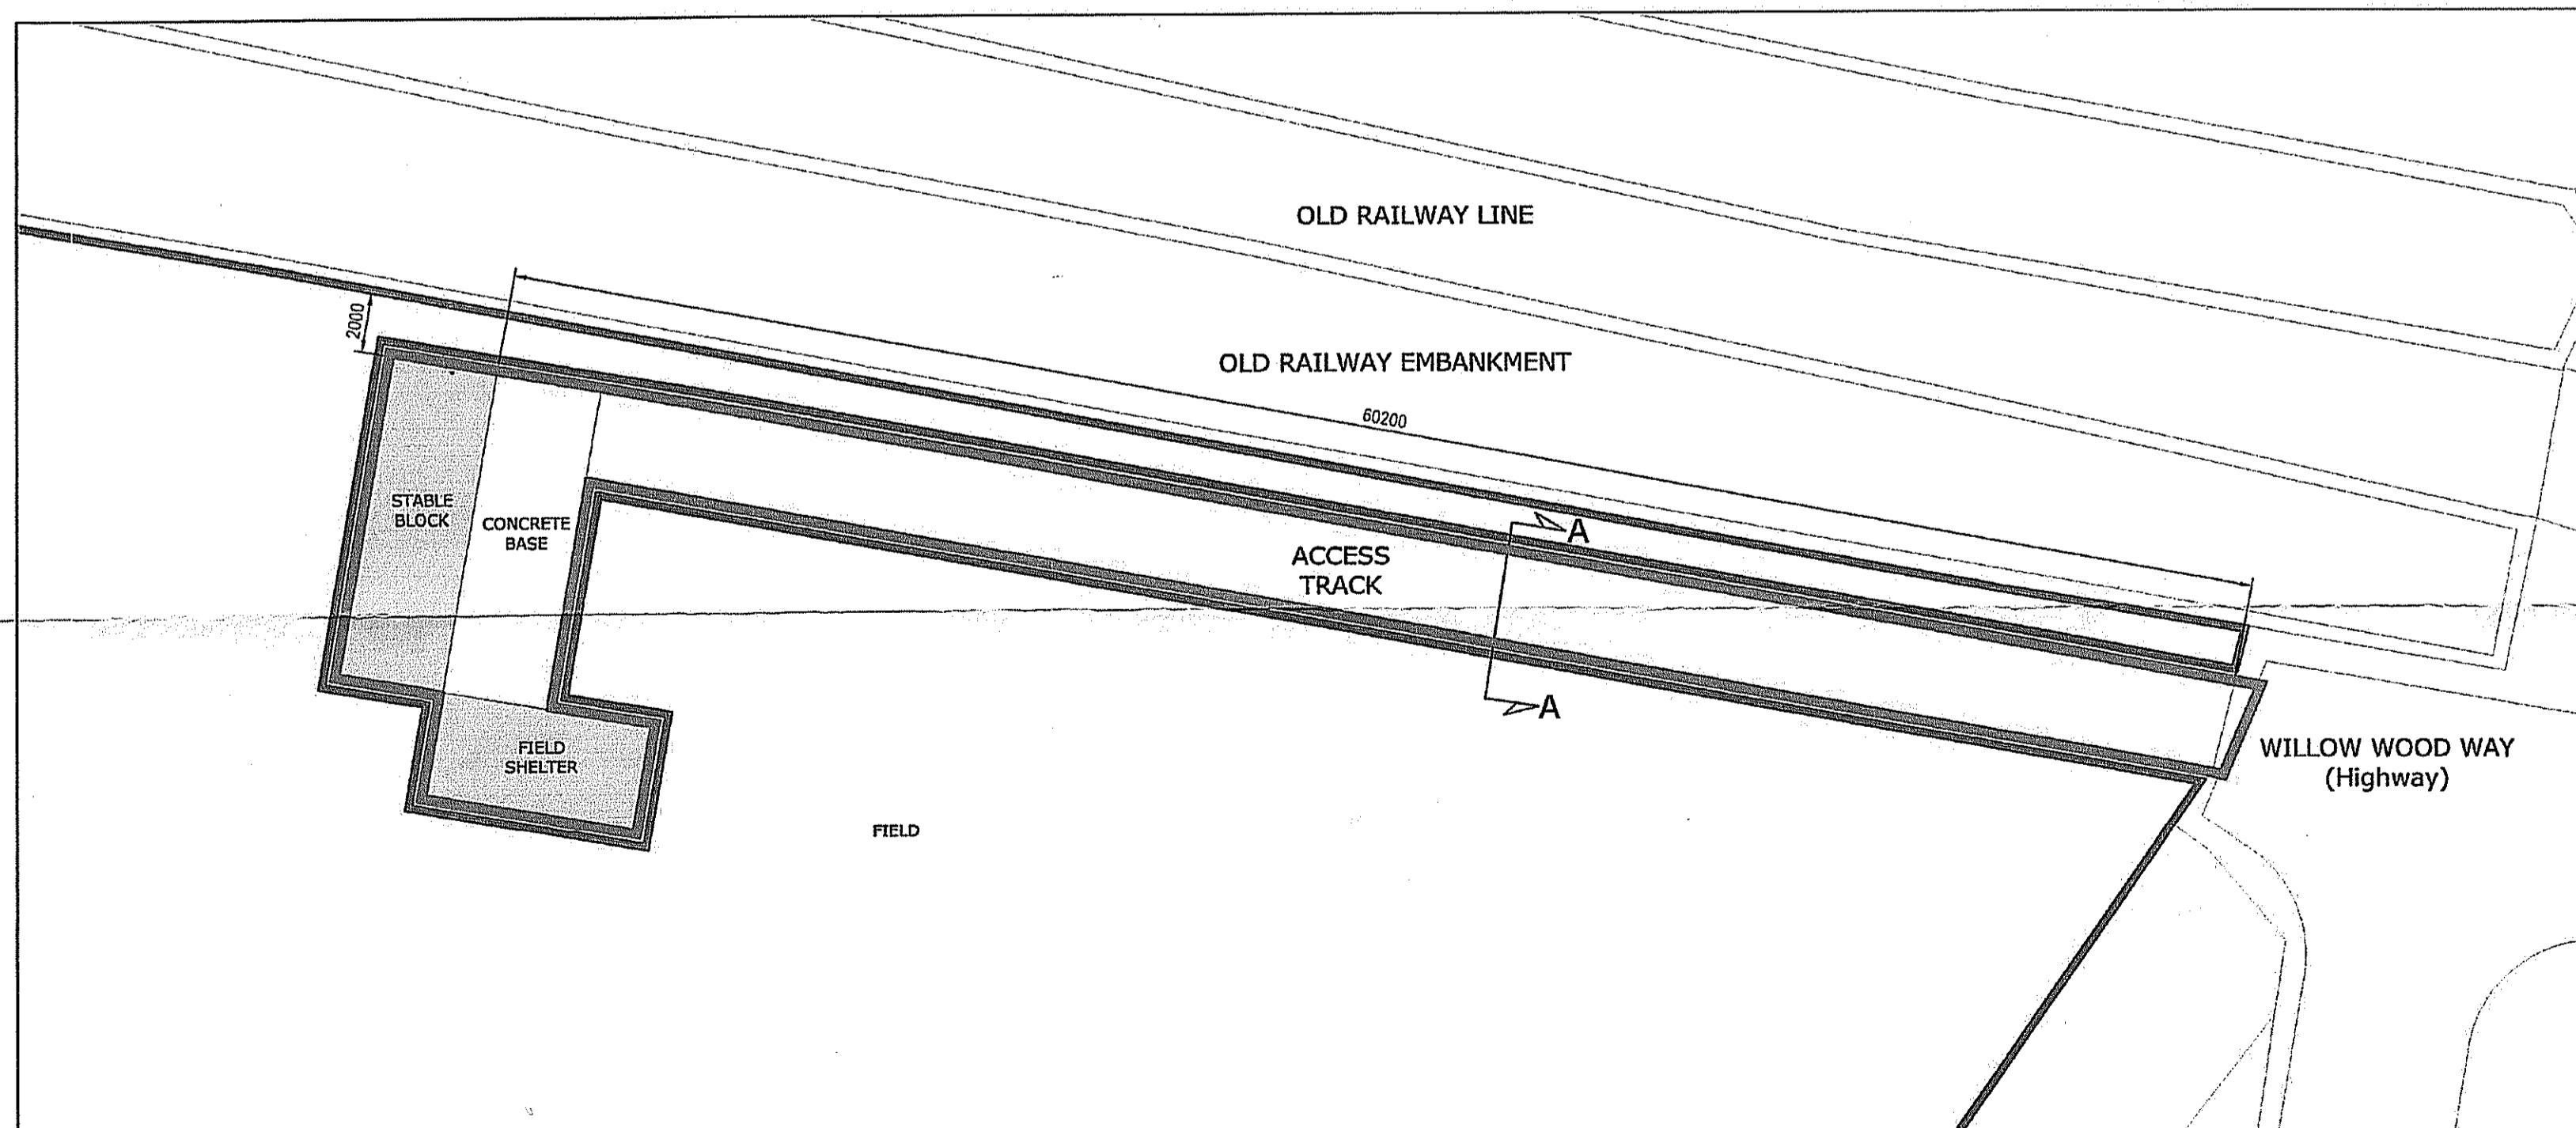 OLD RAILWAY LINE
2000
OLD RAILWAY EMBANKMENT
60200
STABLE
BLOCK
CONCRETE
BASE
A
ACCESS
TRACK
A
FIELD
SHELTER
WILLOW WOOD WAY
(Highway)
FIELD